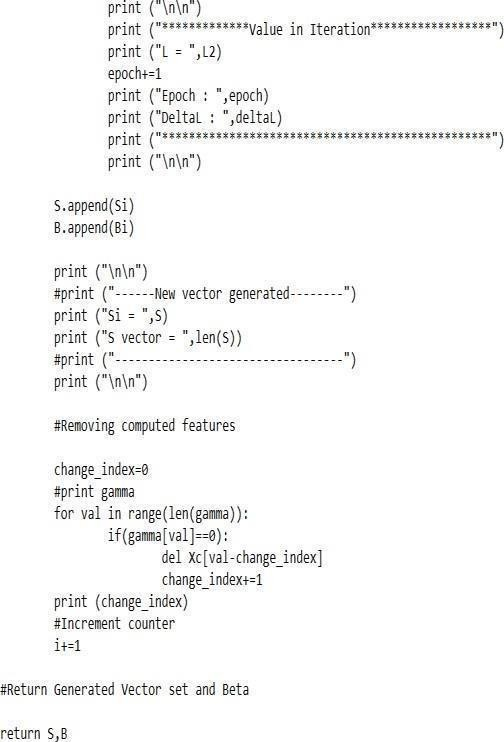 print ("\n\n")
print ("*************Value in Iteration******************")
print ("L = ",L2)
epoch+=1
print ("Epoch : ",epoch)
print ("DeltaL : ",deltaL)
print ("*************************************************")
print ("\n\n")
S.append(Si)
B.append(Bi)
print ("\n\n")
#print ("------New vector generated--------")
print ("Si = ",S)
print ("S vector = ",len(S))
#print ("----------------------------------")
print ("\n\n")
#Removing computed features
change_index=0
#print gamma
for val in range(len(gamma)):
if(gamma[val]==0):
del Xc[val-change_index]
change_index+=1
print (change_index)
#Increment counter
i+=1
#Return Generated Vector set and Beta
return S,B